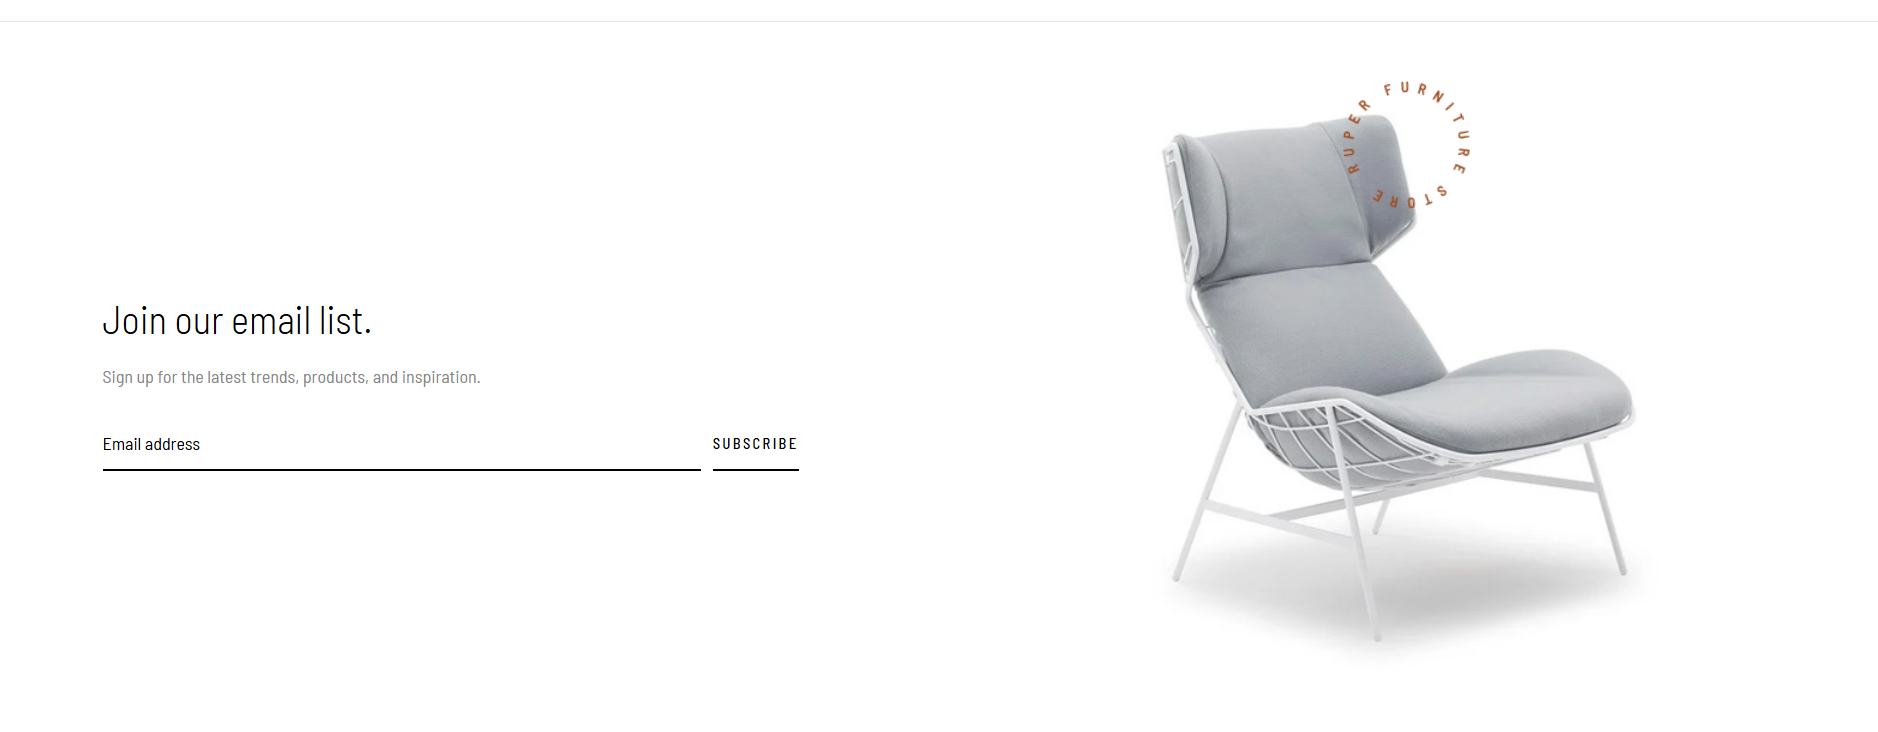 Join our email list.
Sign up for the latest trends, products, and inspiration.
Email address
SUBSCRIBE
RUPER FURNITURE STORE